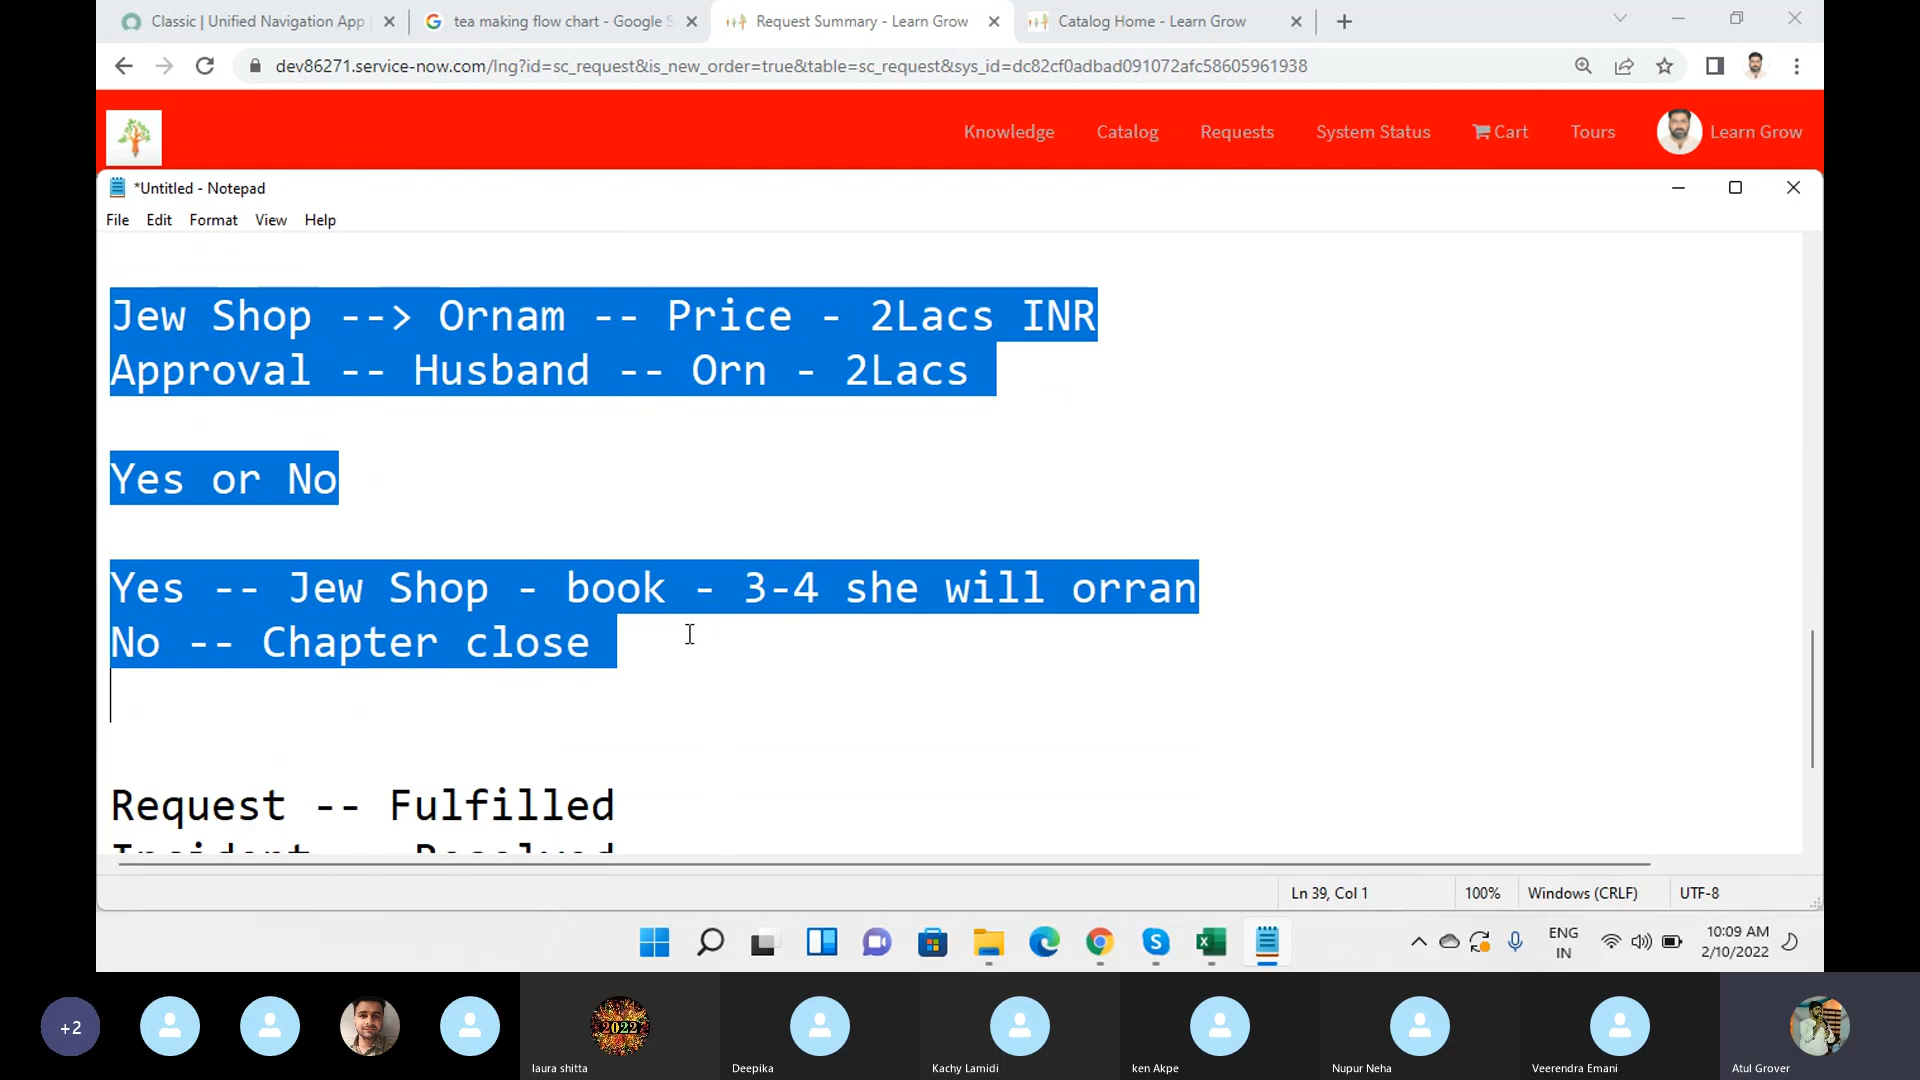 Classic | Unified Navigation App
tea making flow chart - Google S
Request Summary - Learn Grow
Catalog Home - Learn Grow
dev86271.service-now.com/lng?id=sc_request&is_new_order=true&table=sc_request&sys_id=dc82cf0adbad091072afc58605961938
Knowledge Catalog Requests System Status Cart Tours Learn Grow
*Untitled - Notepad
File Edit Format View Help
Jew Shop --> Ornam -- Price - 2Lacs INR
Approval -- Husband -- Orn - 2Lacs
Yes or No
Yes -- Jew Shop - book - 3-4 she will orran
No -- Chapter close
Request -- Fulfilled
Incident -- Resolved
Ln 39, Col 1 100% Windows (CRLF) UTF-8
ENG
IN
10:09 AM
2/10/2022
+2
2022
laura shitta
Deepika
Kachy Lamidi
ken Akpe
Nupur Neha
Veerendra Emani
Atul Grover